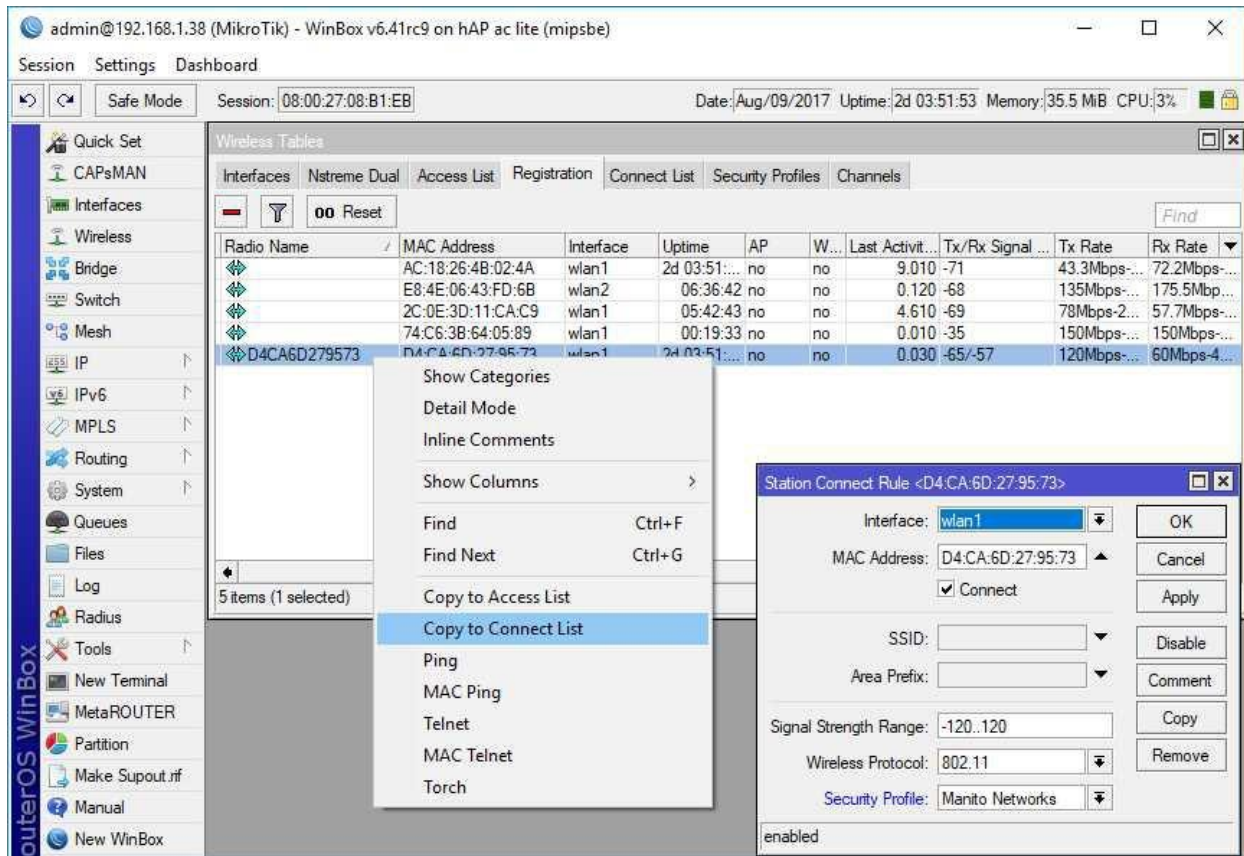 admin@192.168.1.38 (MikroTik) - WinBox v6.41rc9 on hAP ac lite (mipsbe)
Session Settings Dashboard
Safe Mode Session: 08:00:27:08:B1:EB Date: Aug/09/2017 Uptime: 2d 03:51:53 Memory: 35.5 MiB CPU: 3%
Quick Set
CAPsMAN
Interfaces
Wireless
Bridge
Switch
Mesh
IP
IPv6
MPLS
Routing
System
Queues
Files
Log
Radius
Tools
New Terminal
MetaROUTER
Partition
Make Supout.rif
Manual
New WinBox
outerOS WinBox
Wireless Tables
Interfaces Nstreme Dual Access List Registration Connect List Security Profiles Channels
00 Reset Find
Radio Name MAC Address Interface Uptime AP W... Last Activit... Tx/Rx Signal ... Tx Rate Rx Rate
AC:18:26:4B:02:4A wlan1 2d 03:51:... no no 9.010 -71 43.3Mbps-... 72.2Mbps-...
E8:4E:06:43:FD:6B wlan2 06:36:42 no no 0.120 -68 135Mbps-... 175.5Mbp...
2C:0E:3D:11:CA:C9 wlan1 05:42:43 no no 4.610 -69 78Mbps-2... 57.7Mbps-...
74:C6:3B:64:05:89 wlan1 00:19:33 no no 0.010 -35 150Mbps-... 150Mbps-...
D4CA6D279573 D4:CA:6D:27:95:73 wlan1 2d 03:51:... no no 0.030 -65/-57 120Mbps-... 60Mbps-4...
5 items (1 selected)
Show Categories
Detail Mode
Inline Comments
Show Columns
Find Ctrl+F
Find Next Ctrl+G
Copy to Access List
Copy to Connect List
Ping
MAC Ping
Telnet
MAC Telnet
Torch
Station Connect Rule <D4:CA:6D:27:95:73>
Interface: wlan1
MAC Address: D4:CA:6D:27:95:73
Connect
SSID:
Area Prefix:
Signal Strength Range: -120..120
Wireless Protocol: 802.11
Security Profile: Manito Networks
enabled
OK
Cancel
Apply
Disable
Comment
Copy
Remove